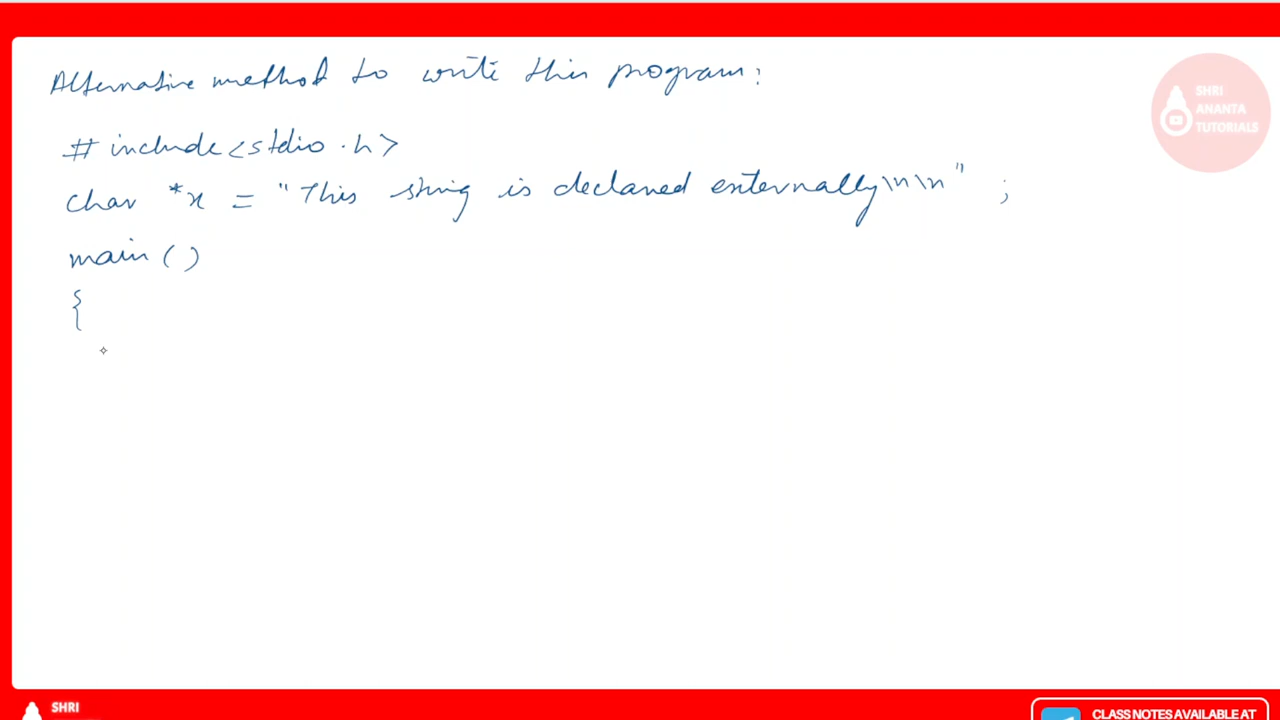 Alternative method to write this program:
#include<stdio.h>
char *x = "This string is declared externally\n\n" ;
main()
{
SHRI
ANANTA
TUTORIALS
SHRI
CLASS NOTES AVAILABLE AT